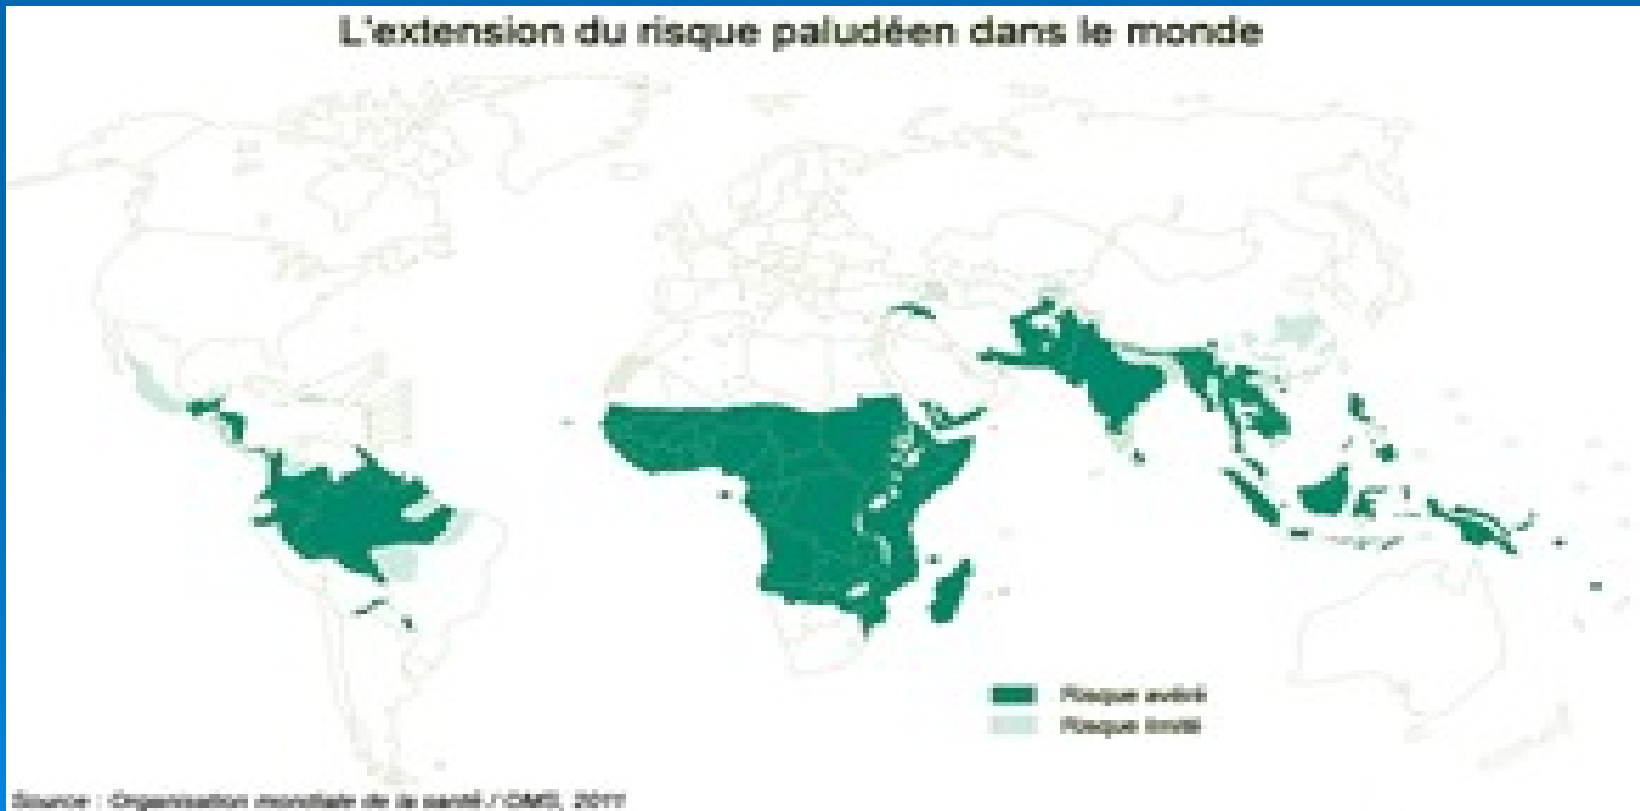 L'extension du risque paludéen dans le monde
Risque avéré
Risque limité
Source : Organisation mondiale de la santé / OMS, 2011